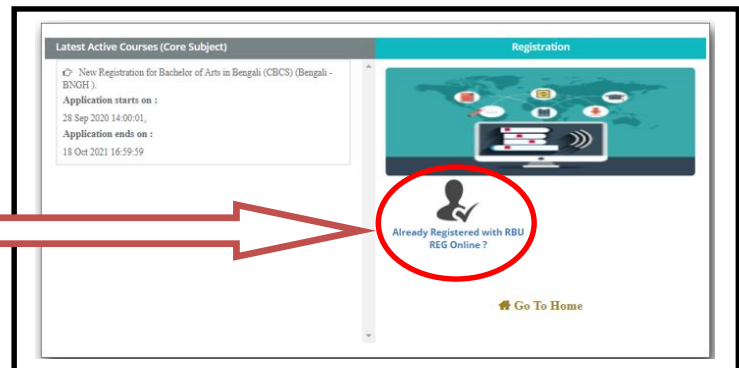 Latest Active Courses (Core Subject)
New Registration for Bachelor of Arts in Bengali (CBCS) (Bengali -
BNGH ).
Application starts on :
28 Sep 2020 14:00:01,
Application ends on :
18 Oct 2021 16:59:59
Registration
Already Registered with RBU
REG Online ?
Go To Home